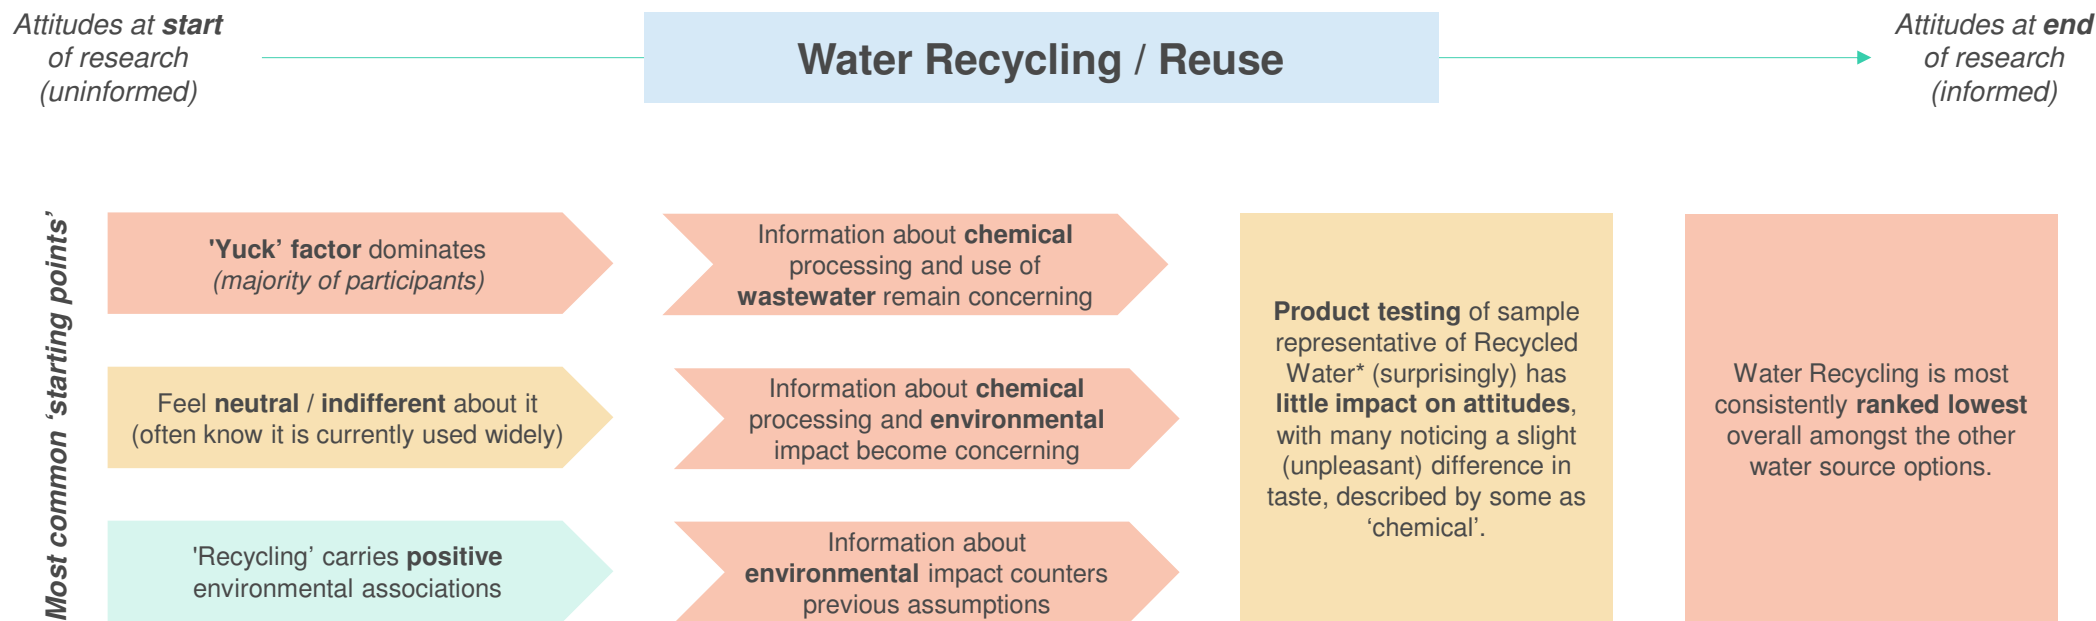 Attitudes at start
of research
(uninformed)
Water Recycling / Reuse
Attitudes at end
of research
(informed)
Most common ‘starting points’
'Yuck’ factor dominates
(majority of participants)
Information about chemical
processing and use of
wastewater remain concerning
Feel neutral / indifferent about it
(often know it is currently used widely)
Information about chemical
processing and environmental
impact become concerning
'Recycling’ carries positive
environmental associations
Information about
environmental impact counters
previous assumptions
Product testing of sample
representative of Recycled
Water* (surprisingly) has
little impact on attitudes,
with many noticing a slight
(unpleasant) difference in
taste, described by some as
‘chemical’.
Water Recycling is most
consistently ranked lowest
overall amongst the other
water source options.